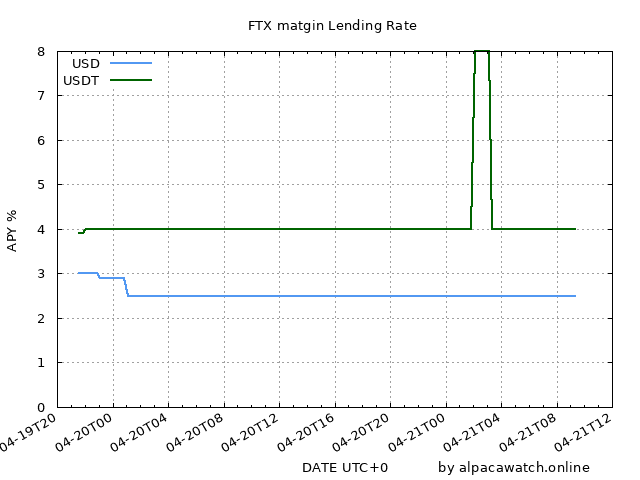 FTX matgin Lending Rate
USD
USDT
8
7
6
5
4
3
2
1
0
APY %
04-19T20
04-20T00
04-20T04
04-20T08
04-20T12
04-20T16
04-20T20
04-21T00
04-21T04
04-21T08
04-21T12
DATE UTC+0
by alpacawatch.online